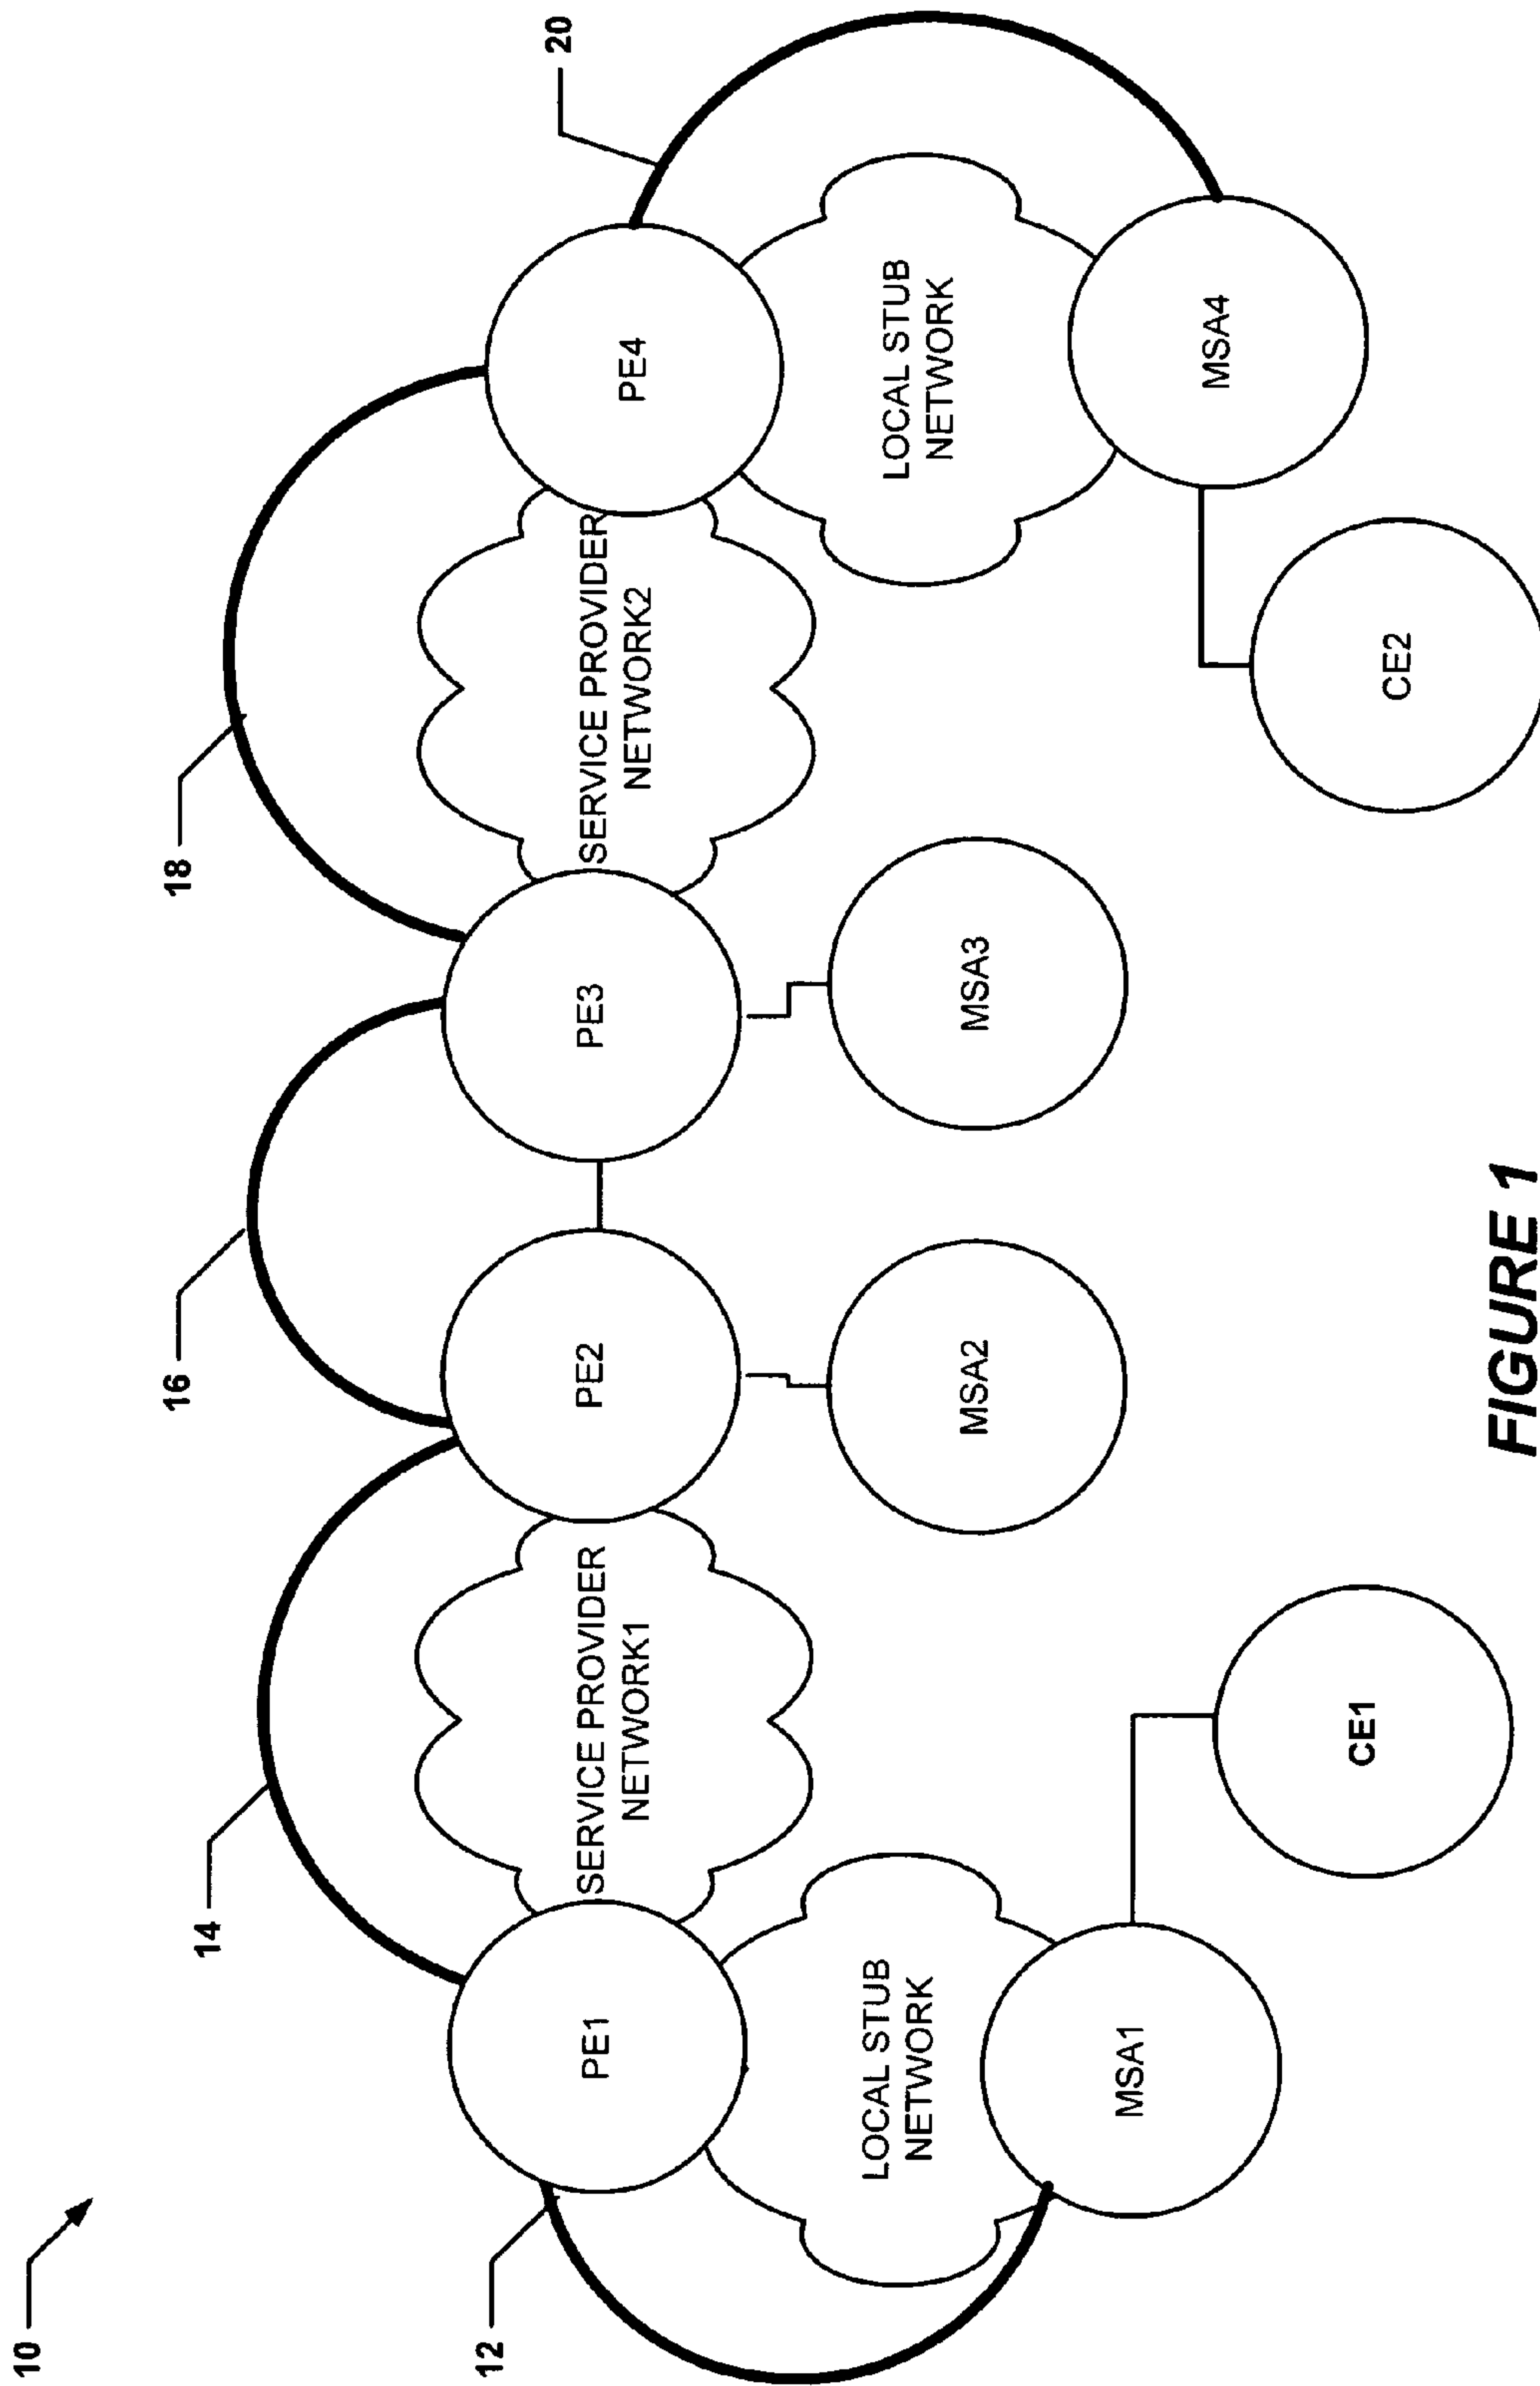 10
12
14
16
18
20
PE1
SERVICE PROVIDER
NETWORK1
PE2
PE3
SERVICE PROVIDER
NETWORK2
PE4
LOCAL STUB
NETWORK
MSA2
MSA3
LOCAL STUB
NETWORK
MSA1
MSA4
CE1
CE2
FIGURE 1